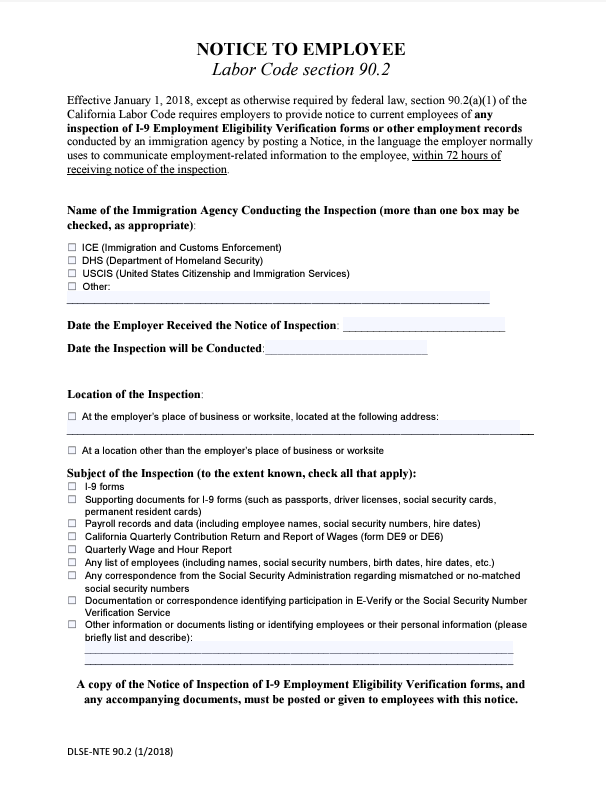 NOTICE TO EMPLOYEE
Labor Code section 90.2
Effective January 1, 2018, except as otherwise required by federal law, section 90.2(a)(1) of the
California Labor Code requires employers to provide notice to current employees of any
inspection of I-9 Employment Eligibility Verification forms or other employment records
conducted by an immigration agency by posting a Notice, in the language the employer normally
uses to communicate employment-related information to the employee, within 72 hours of
receiving notice of the inspection.
Name of the Immigration Agency Conducting the Inspection (more than one box may be
checked, as appropriate):
☐ ICE (Immigration and Customs Enforcement)
☐ DHS (Department of Homeland Security)
☐ USCIS (United States Citizenship and Immigration Services)
☐ Other:
Date the Employer Received the Notice of Inspection:
Date the Inspection will be Conducted:
Location of the Inspection:
☐ At the employer's place of business or worksite, located at the following address:
☐ At a location other than the employer's place of business or worksite
Subject of the Inspection (to the extent known, check all that apply):
☐ I-9 forms
☐ Supporting documents for I-9 forms (such as passports, driver licenses, social security cards,
permanent resident cards)
☐ Payroll records and data (including employee names, social security numbers, hire dates)
☐ California Quarterly Contribution Return and Report of Wages (form DE9 or DE6)
☐ Quarterly Wage and Hour Report
☐ Any list of employees (including names, social security numbers, birth dates, hire dates, etc.)
☐ Any correspondence from the Social Security Administration regarding mismatched or no-matched
social security numbers
☐ Documentation or correspondence identifying participation in E-Verify or the Social Security Number
Verification Service
☐ Other information or documents listing or identifying employees or their personal information (please
briefly list and describe):
A copy of the Notice of Inspection of I-9 Employment Eligibility Verification forms, and
any accompanying documents, must be posted or given to employees with this notice.
DLSE-NTE 90.2 (1/2018)